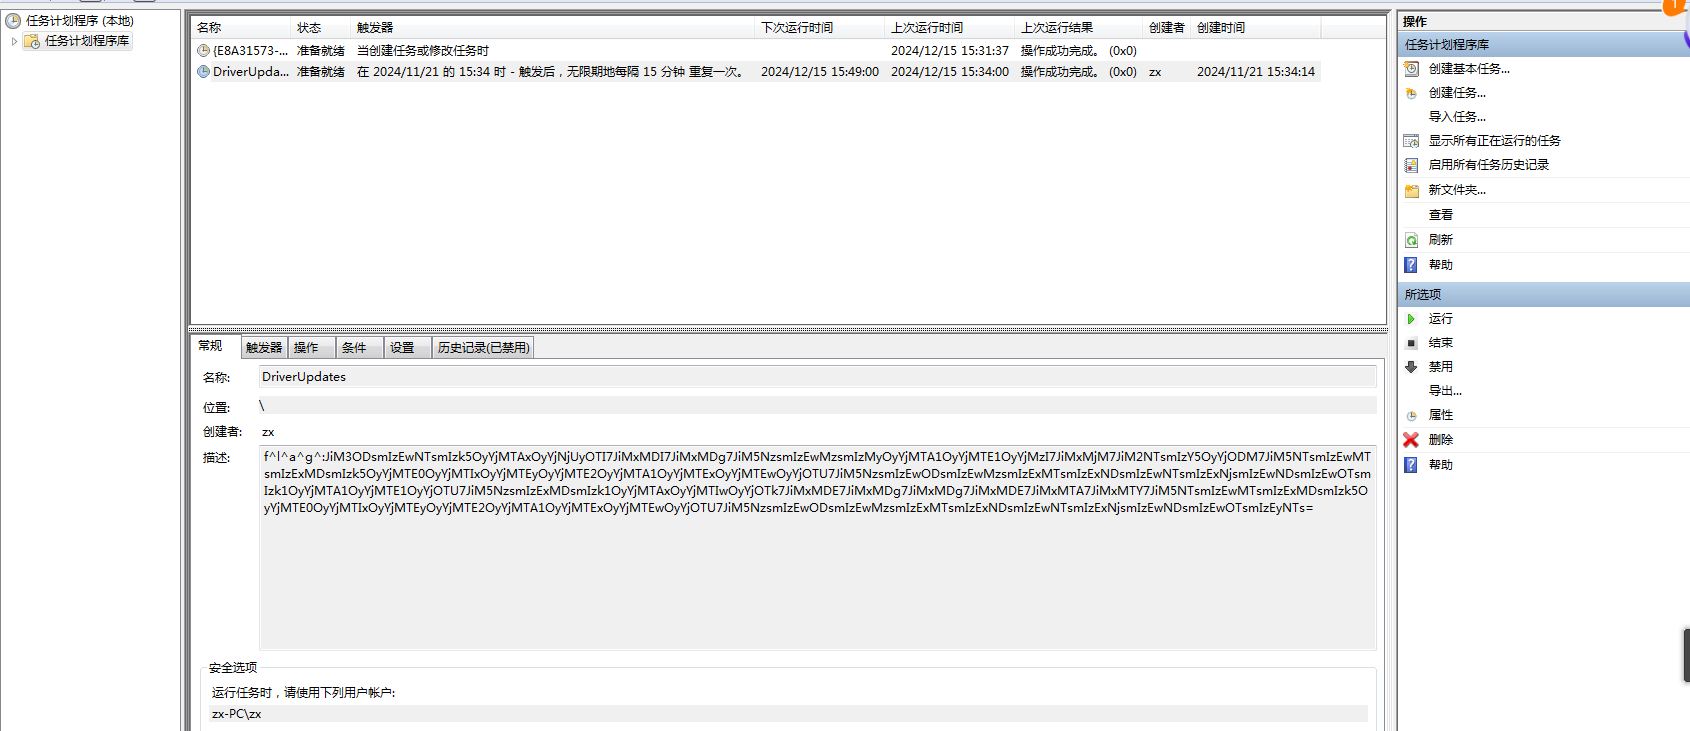 任务计划程序 (本地)
任务计划程序库
名称 状态 触发器 下次运行时间 上次运行时间 上次运行结果 创建者 创建时间
{E8A31573-... 准备就绪 当创建任务或修改任务时 2024/12/15 15:31:37 操作成功完成。 (0x0)
DriverUpda... 准备就绪 在 2024/11/21 的 15:34 时 - 触发后，无限期地每隔 15 分钟 重复一次。 2024/12/15 15:49:00 2024/12/15 15:34:00 操作成功完成。 (0x0) zx 2024/11/21 15:34:14
常规 触发器 操作 条件 设置 历史记录(已禁用)
名称: DriverUpdates
位置: \
创建者: zx
描述: f^l^a^g^:JiM3ODsmIzEwNTsmIzk5OyYjMTAxOyYjNjUyOTI7JiMxMDI7JiMxMDg7JiM5NzsmIzEwMzsmIzMyOyYjMTA1OyYjMTE1OyYjMzI7JiMxMjM7JiM2NTsmIzY5OyYjODM7JiM5NTsmIzEwMT
smIzExMDsmIzk5OyYjMTE0OyYjMTIxOyYjMTEyOyYjMTE2OyYjMTA1OyYjMTExOyYjMTEwOyYjOTU7JiM5NzsmIzEwODsmIzEwMzsmIzExMTsmIzExNDsmIzEwNTsmIzExNjsmIzEwNDsmIzEwOTsm
Izk1OyYjMTA1OyYjMTE1OyYjOTU7JiM5NzsmIzExMDsmIzk1OyYjMTAxOyYjMTIwOyYjOTk7JiMxMDE7JiMxMDg7JiMxMDg7JiMxMDE7JiMxMTA7JiMxMTY7JiM5NTsmIzEwMTsmIzExMDsmIzk5O
yYjMTE0OyYjMTIxOyYjMTEyOyYjMTE2OyYjMTA1OyYjMTExOyYjMTEwOyYjOTU7JiM5NzsmIzEwODsmIzEwMzsmIzExMTsmIzExNDsmIzEwNTsmIzExNjsmIzEwNDsmIzEwOTsmIzEyNTs=
安全选项
运行任务时，请使用下列用户帐户:
zx-PC\zx
操作
任务计划程序库
创建基本任务...
创建任务...
导入任务...
显示所有正在运行的任务
启用所有任务历史记录
新文件夹...
查看
刷新
帮助
所选项
运行
结束
禁用
导出...
属性
删除
帮助
1